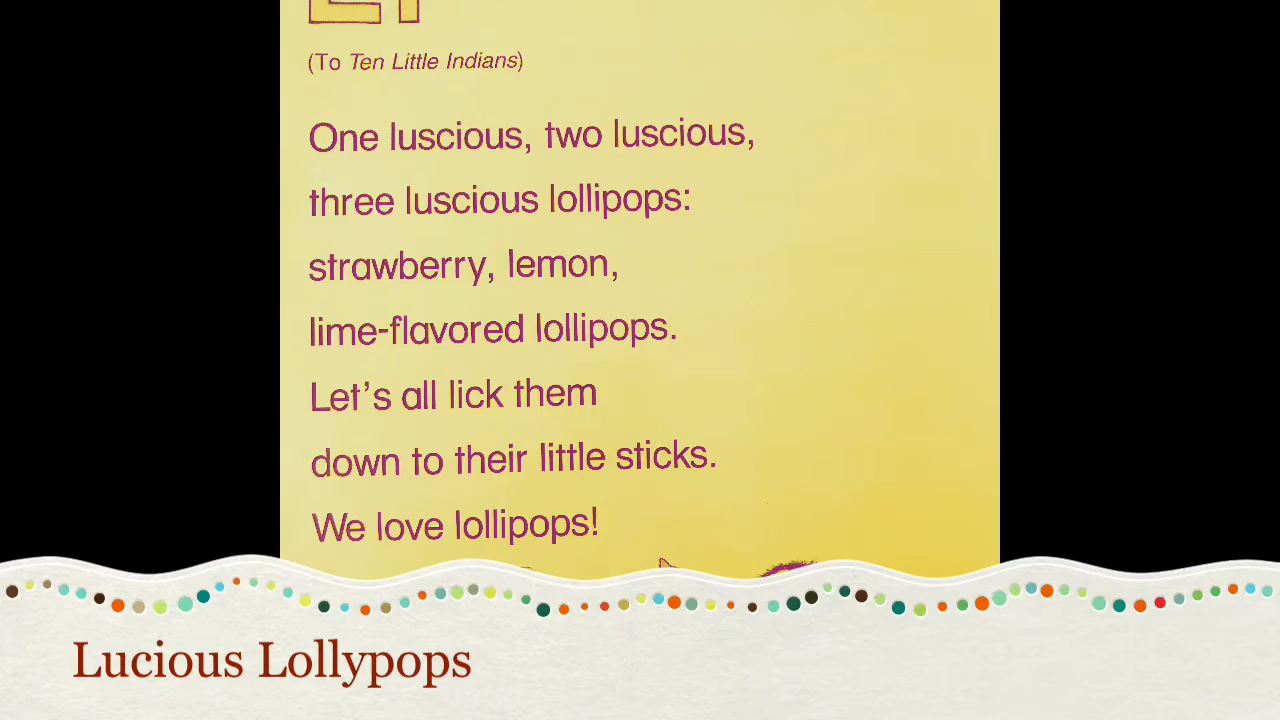 (To Ten Little Indians)
One luscious, two luscious,
three luscious lollipops:
strawberry, lemon,
lime-flavored lollipops.
Let's all lick them
down to their little sticks.
We love lollipops!
Lucious Lollypops